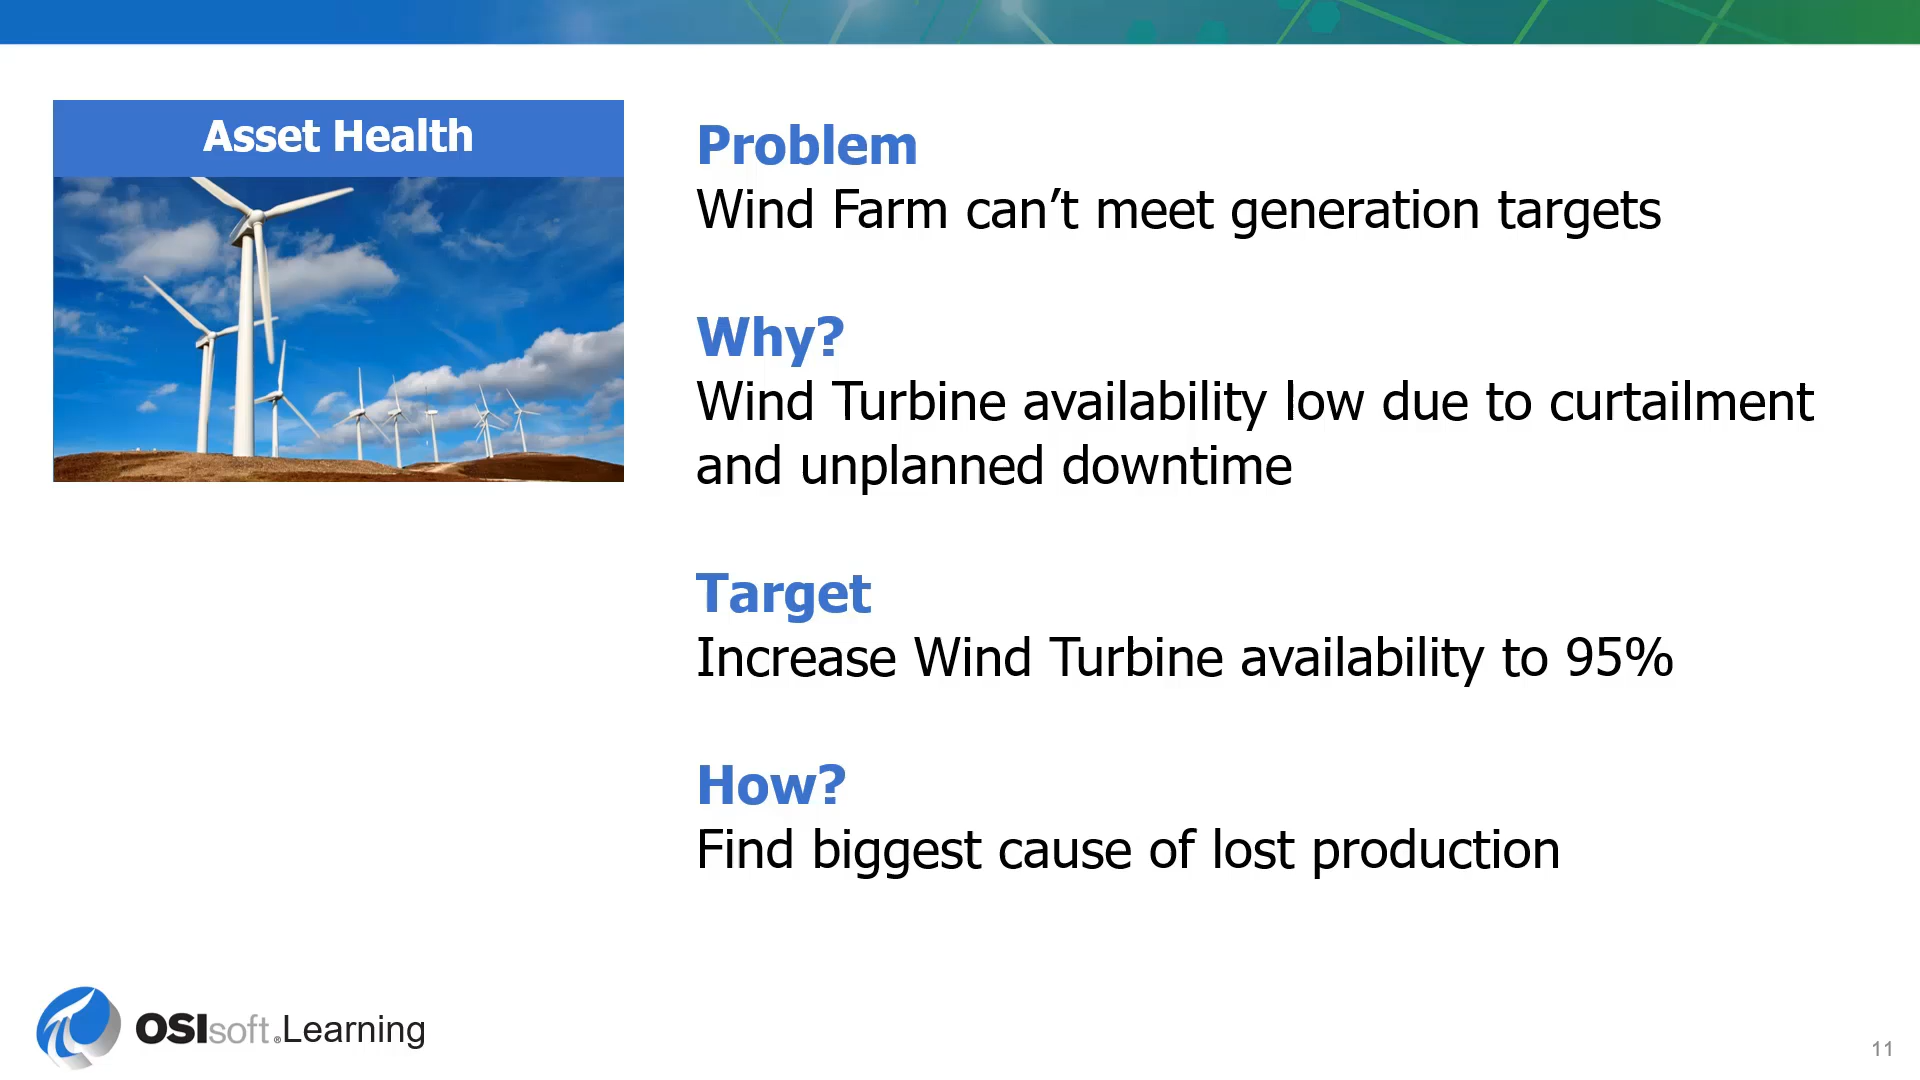 Asset Health
Problem
Wind Farm can’t meet generation targets
Why?
Wind Turbine availability low due to curtailment
and unplanned downtime
Target
Increase Wind Turbine availability to 95%
How?
Find biggest cause of lost production
OSIsoft®.Learning
11